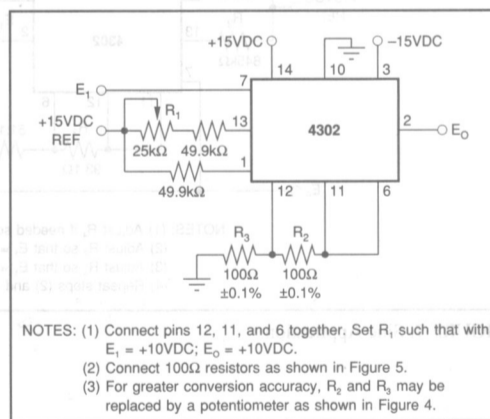 +15VDC
−15VDC
14
10
3
E1
7
+15VDC
REF
R1
13
4302
2
EO
25kΩ
49.9kΩ
1
49.9kΩ
12
11
6
R3
R2
100Ω
±0.1%
100Ω
±0.1%
NOTES: (1) Connect pins 12, 11, and 6 together. Set R1 such that with
E1 = +10VDC; EO = +10VDC.
(2) Connect 100Ω resistors as shown in Figure 5.
(3) For greater conversion accuracy, R2 and R3 may be
replaced by a potentiometer as shown in Figure 4.